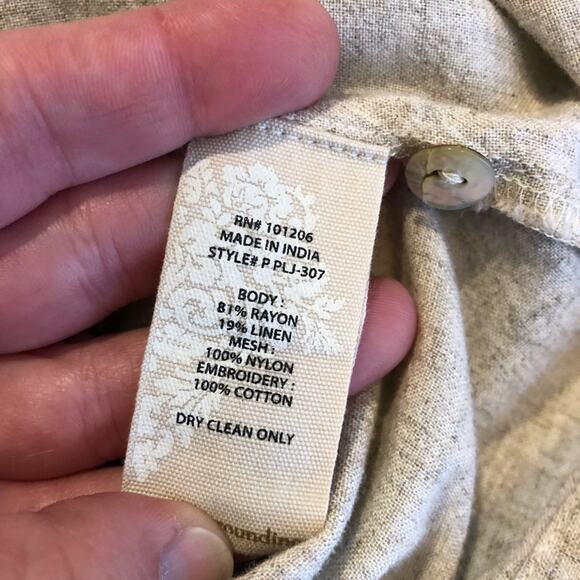 RN# 101206
MADE IN INDIA
STYLE# P PLJ-307
BODY :
81% RAYON
19% LINEN
MESH :
100% NYLON
EMBROIDERY :
100% COTTON
DRY CLEAN ONLY